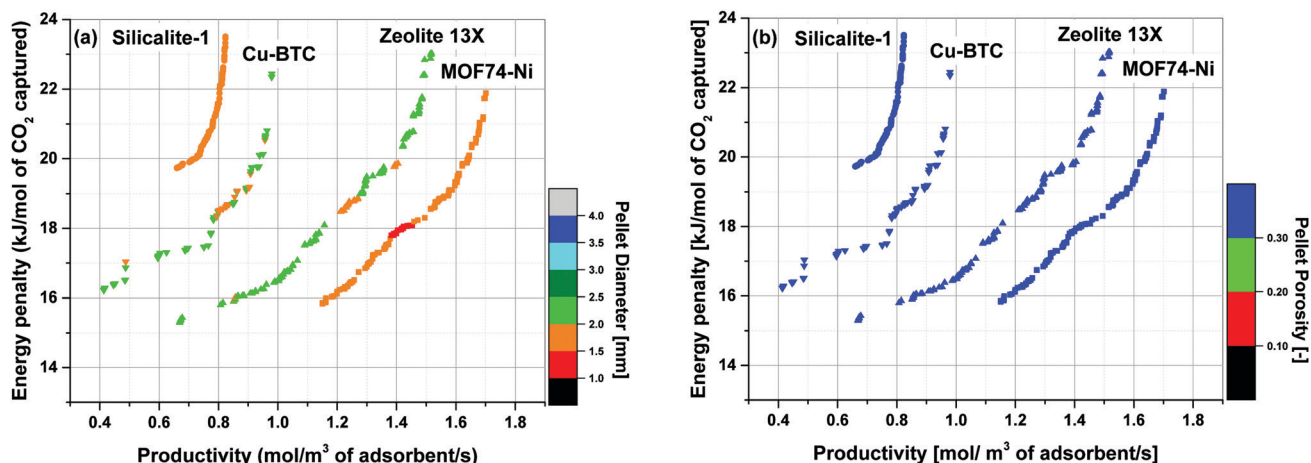 (a)
Silicalite-1
Cu-BTC
Zeolite 13X
MOF74-Ni
Energy penalty (kJ/mol of CO2 captured)
24
22
20
18
16
14
0.4 0.6 0.8 1.0 1.2 1.4 1.6 1.8
Productivity (mol/m3 of adsorbent/s)
4.0
3.5
3.0
2.5
2.0
1.5
1.0
Pellet Diameter [mm]
(b)
Silicalite-1
Cu-BTC
Zeolite 13X
MOF74-Ni
Energy penalty [kJ/mol of CO2 captured]
24
22
20
18
16
14
0.4 0.6 0.8 1.0 1.2 1.4 1.6 1.8
Productivity [mol/ m3 of adsorbent/s]
0.30
0.20
0.10
Pellet Porosity [-]